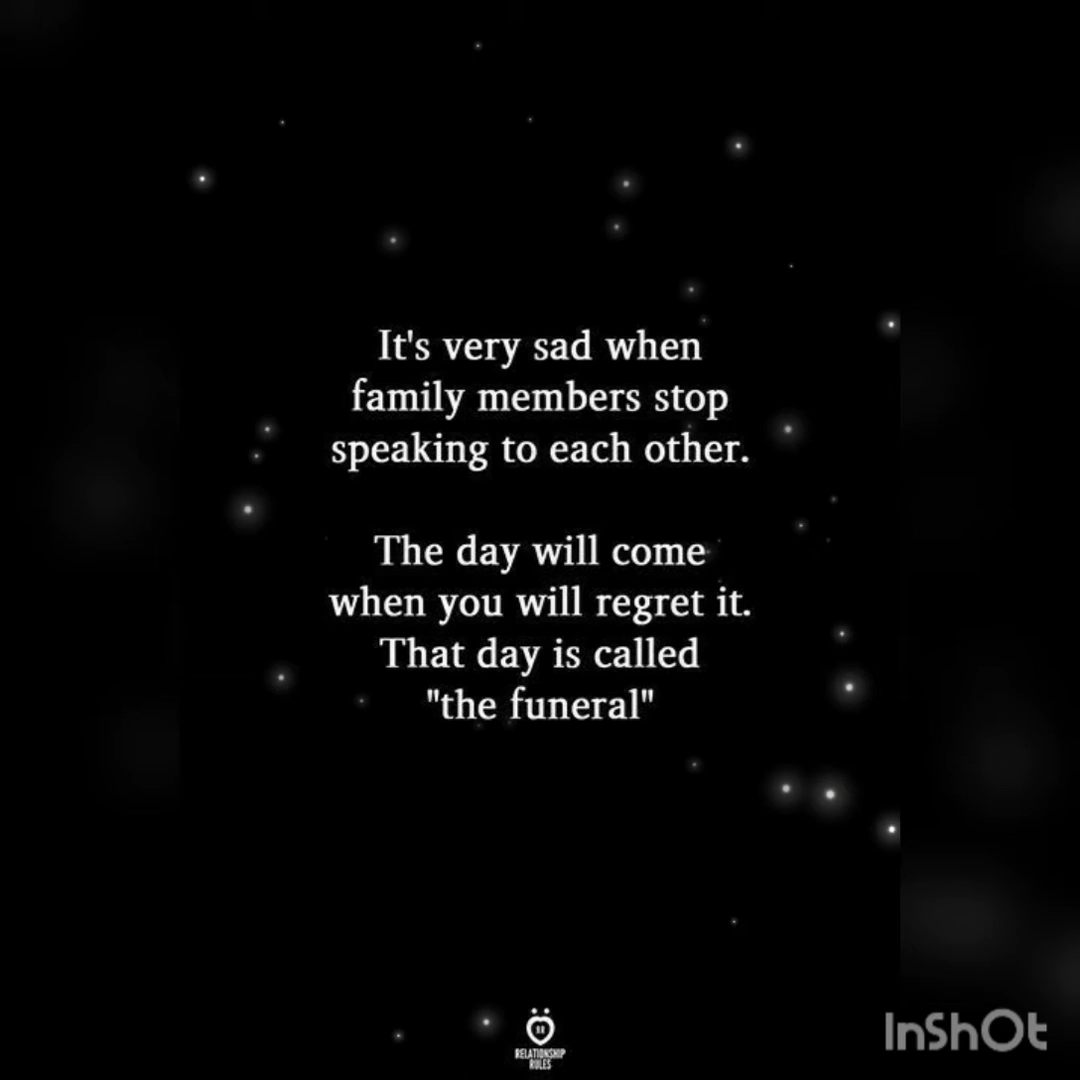 It's very sad when
family members stop
speaking to each other.
The day will come
when you will regret it.
That day is called
"the funeral"
RELATIONSHIP
RULES
InShOt